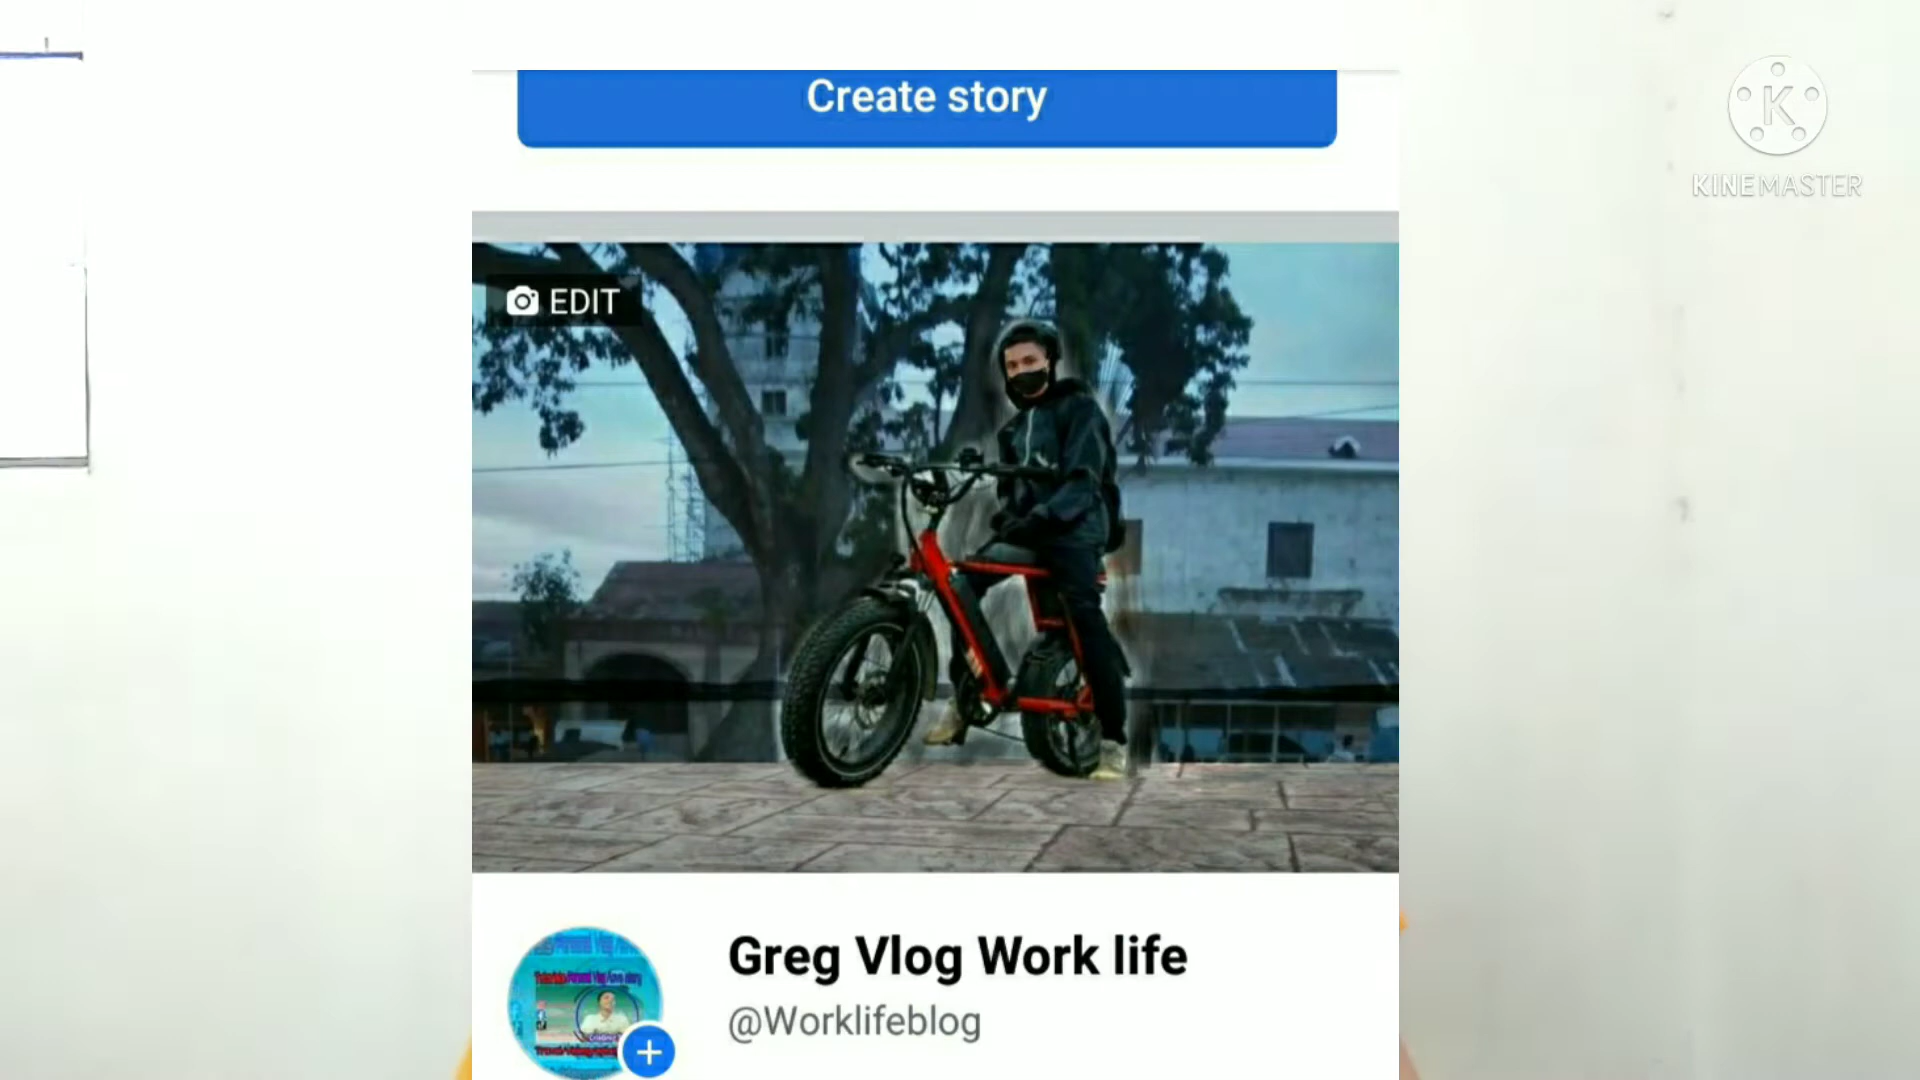 Create story
K
KINEMASTER
EDIT
Greg Vlog Work life
@Worklifeblog